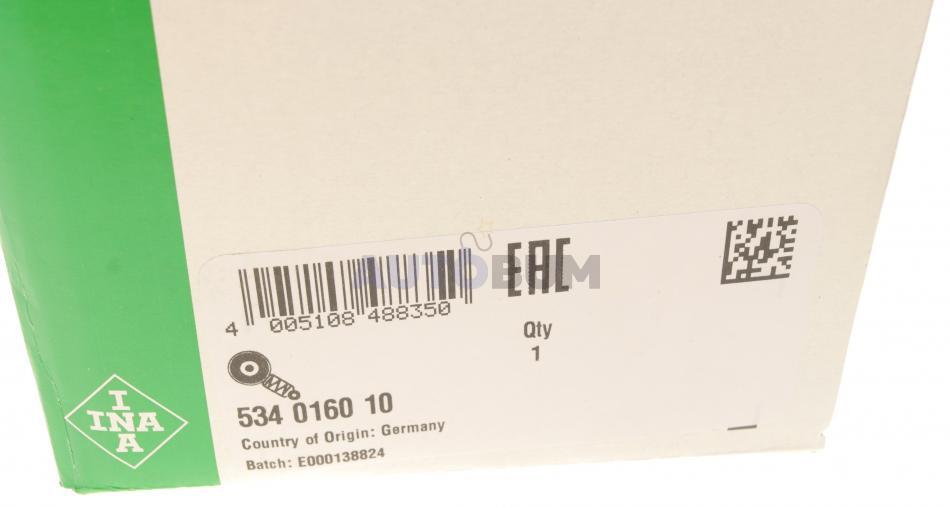 AUTOBUM
EAC
4 005108 488350
Qty
1
534 0160 10
Country of Origin: Germany
Batch: E000138824
I
INA
A